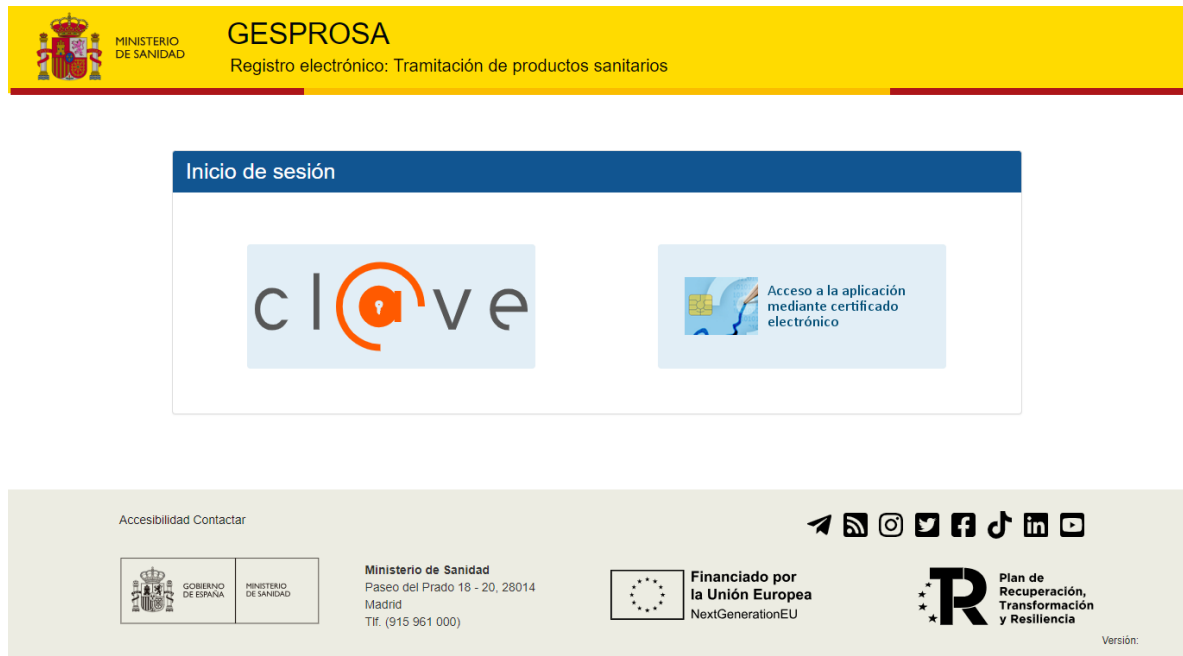 MINISTERIO
DE SANIDAD
GESPROSA
Registro electrónico: Tramitación de productos sanitarios
Inicio de sesión
cl@ve
Acceso a la aplicación
mediante certificado
electrónico
Accesibilidad Contactar
GOBIERNO
DE ESPAÑA
MINISTERIO
DE SANIDAD
Ministerio de Sanidad
Paseo del Prado 18 - 20, 28014
Madrid
Tlf. (915 961 000)
Financiado por
la Unión Europea
NextGenerationEU
R
Plan de
Recuperación,
Transformación
y Resiliencia
Versión: